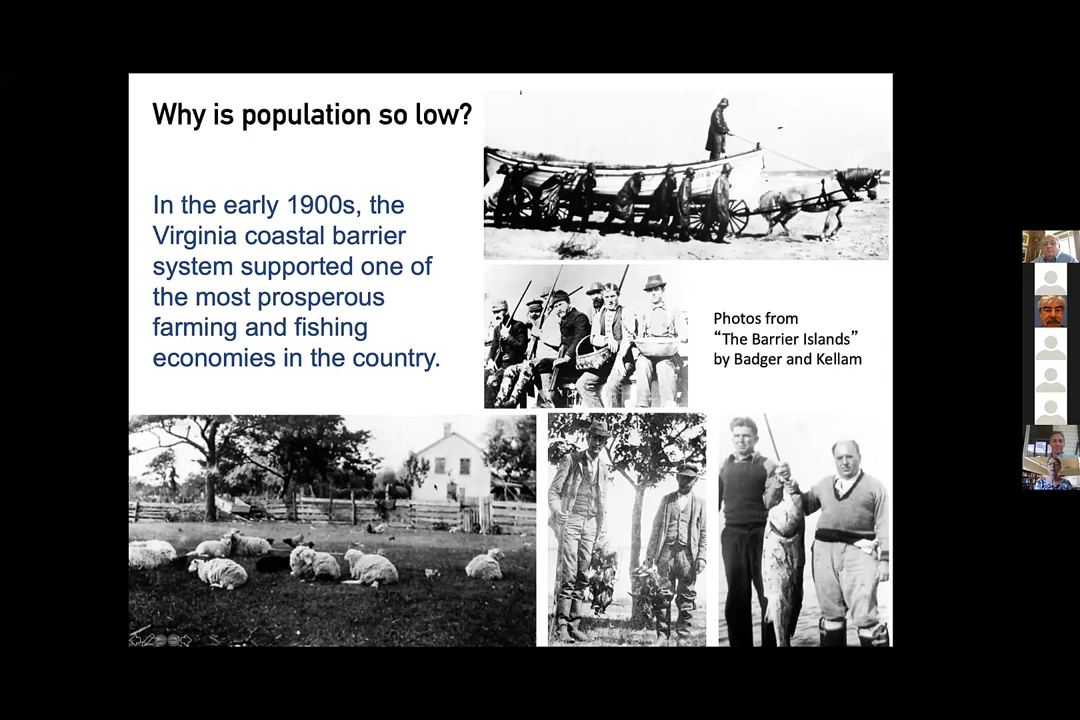 Why is population so low?
In the early 1900s, the
Virginia coastal barrier
system supported one of
the most prosperous
farming and fishing
economies in the country.
Photos from
“The Barrier Islands”
by Badger and Kellam